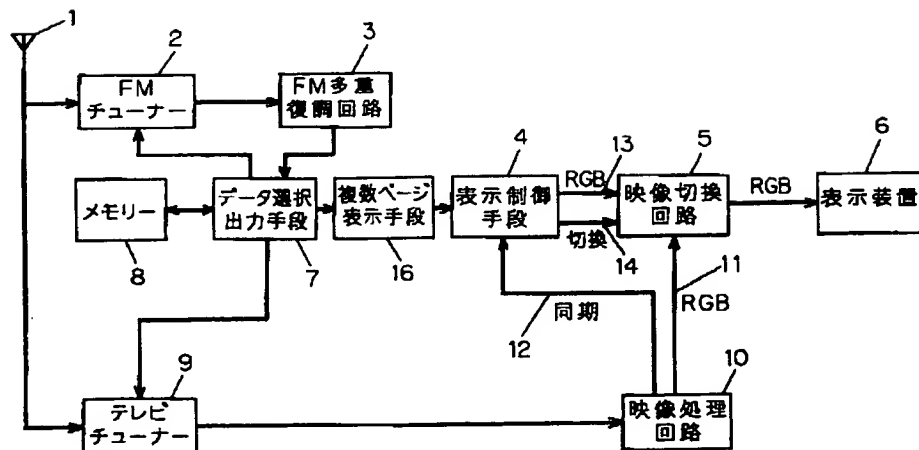 1
2
3
FM
チューナー
FM多重
復調回路
4
13
5
6
メモリー
データ選択
出力手段
複数ページ
表示手段
表示制御
手段
RGB
映像切換
回路
RGB
表示装置
切換
8
7
16
14
11
同期
RGB
12
9
10
テレビ
チューナー
映像処理
回路